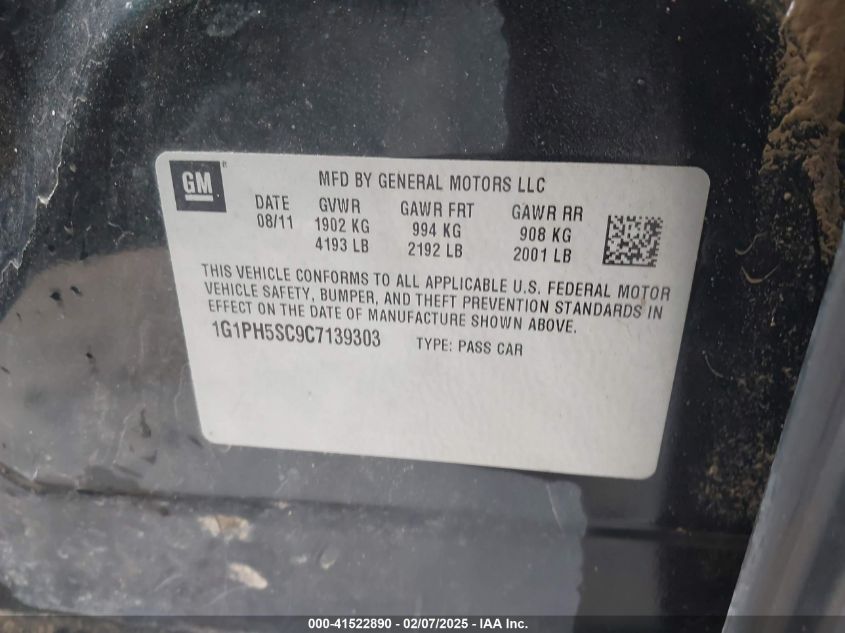 GM ® MFD BY GENERAL MOTORS LLC
DATE GVWR GAWR FRT GAWR RR
08/11 1902 KG 994 KG 908 KG
4193 LB 2192 LB 2001 LB
THIS VEHICLE CONFORMS TO ALL APPLICABLE U.S. FEDERAL MOTOR
VEHICLE SAFETY, BUMPER, AND THEFT PREVENTION STANDARDS IN
EFFECT ON THE DATE OF MANUFACTURE SHOWN ABOVE.
1G1PH5SC9C7139303 TYPE: PASS CAR
000-41522890 - 02/07/2025 - IAA Inc.